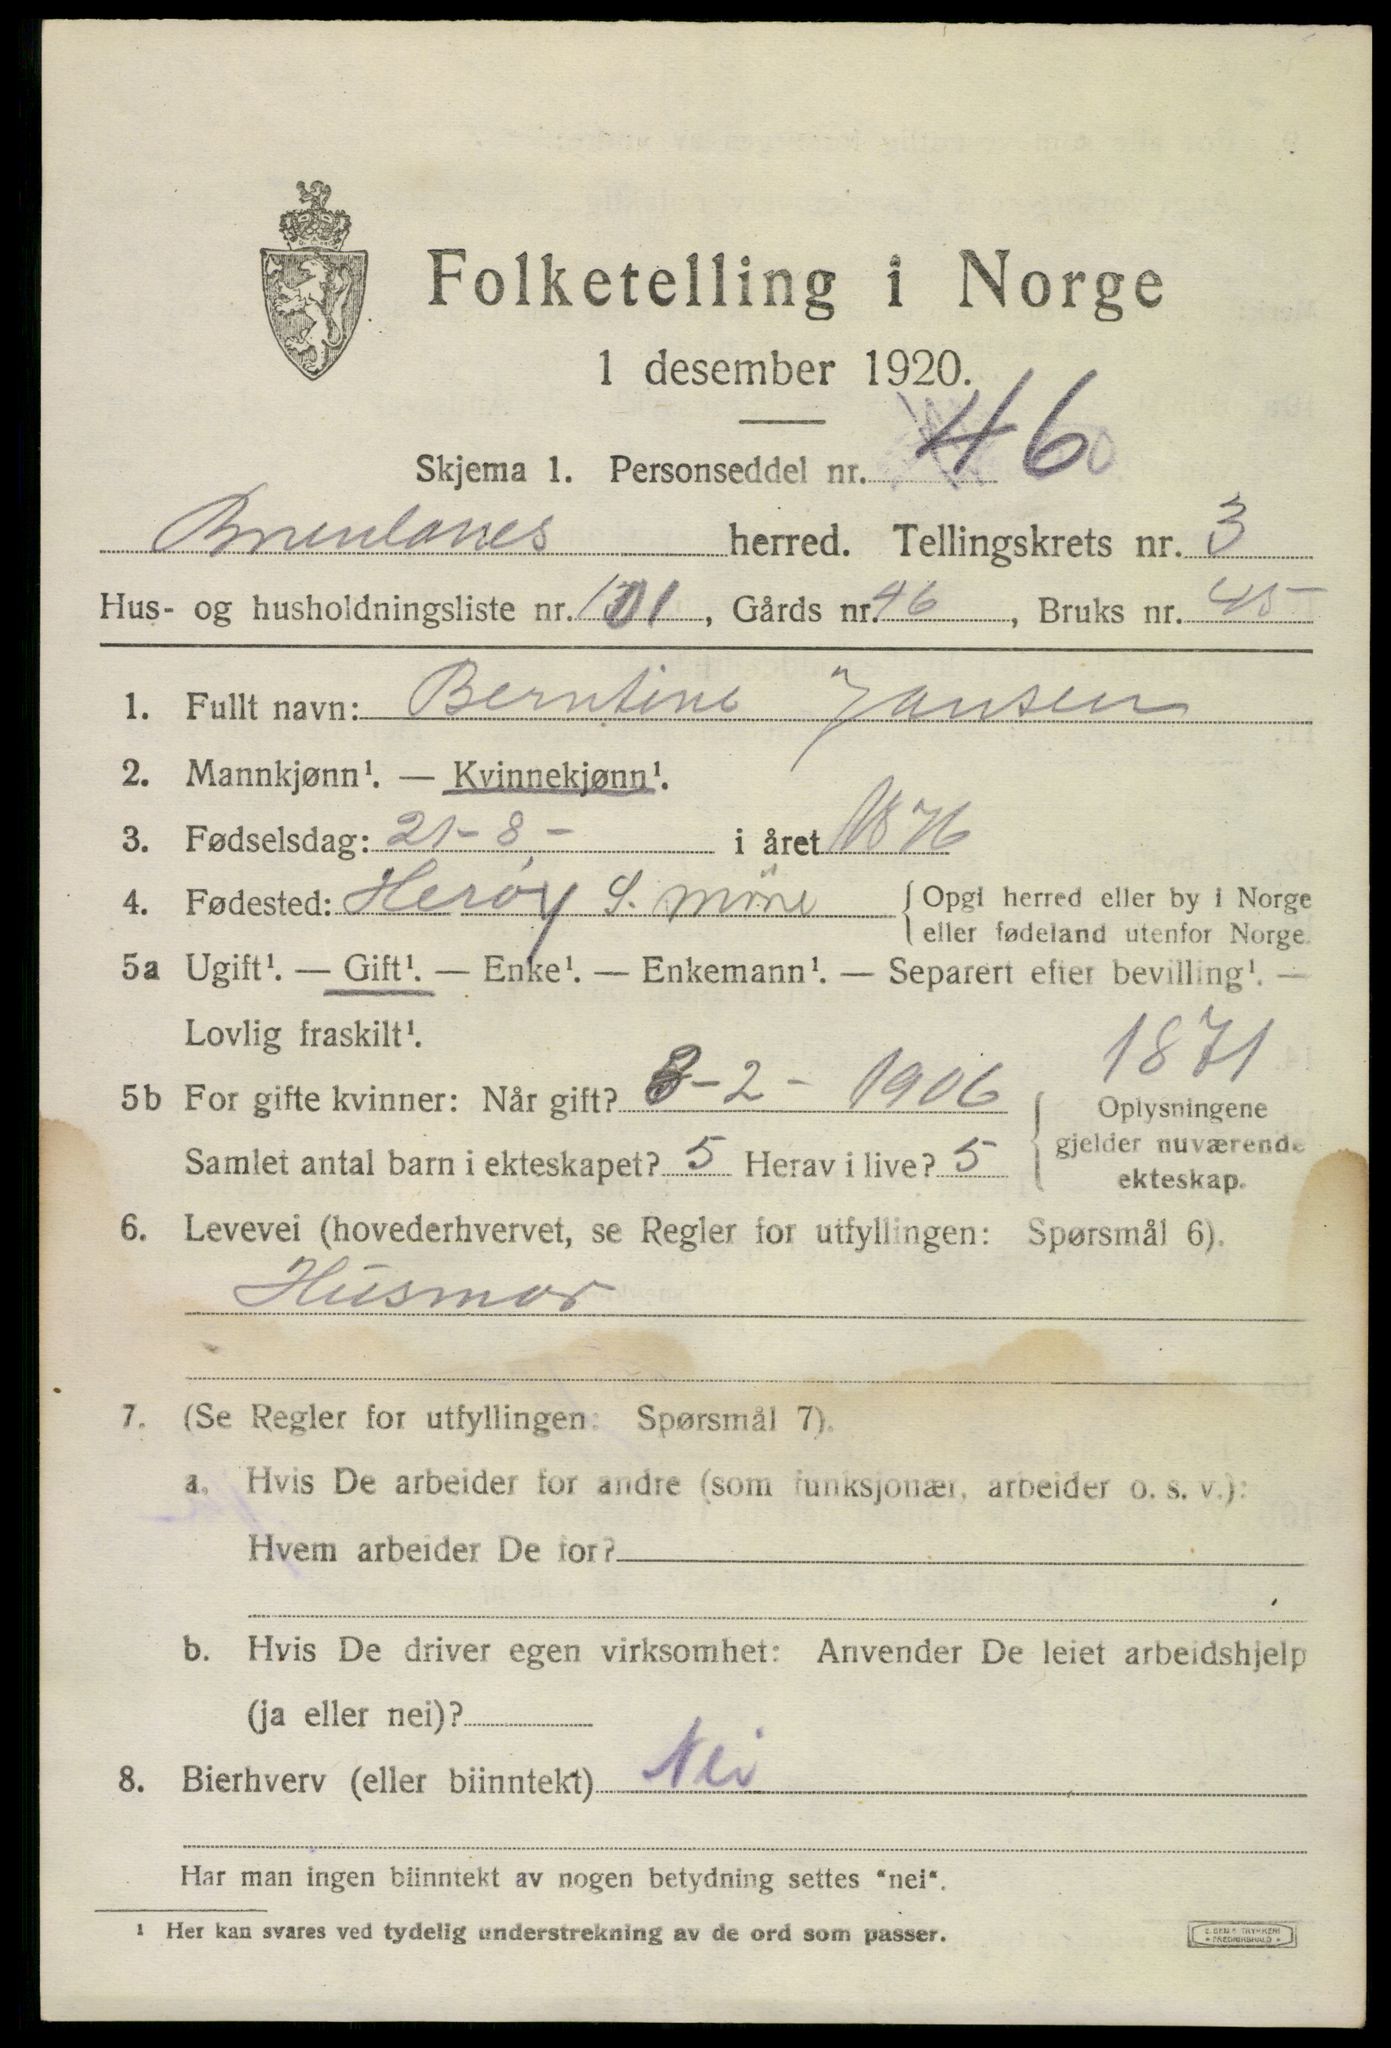 Folketelling i Norge
1 desember 1920.
Skjema 1. Personseddel nr. 46
Brunlanes herred. Tellingskrets nr. 3
Hus- og husholdningsliste nr. 101, Gårds nr. 46, Bruks nr. 45
1. Fullt navn: Berntine Jansen
2. Mannkjønn¹. — Kvinnekjønn¹.
3. Fødselsdag: 21-8- i året 1876
4. Fødested: Herøy S. Møre { Opgi herred eller by i Norge
eller fødeland utenfor Norge.
5a Ugift¹. — Gift¹. — Enke¹. — Enkemann¹. — Separert efter bevilling¹. —
Lovlig fraskilt¹.
1871
5b For gifte kvinner: Når gift? 8-2-1906 { Oplysningene
gjelder nuværende
Samlet antal barn i ekteskapet? 5 Herav i live? 5
ekteskap.
6. Levevei (hovederhvervet, se Regler for utfyllingen: Spørsmål 6).
Husmor
7. (Se Regler for utfyllingen: Spørsmål 7).
a. Hvis De arbeider for andre (som funksjonær, arbeider o. s. v.):
Hvem arbeider De for?
b. Hvis De driver egen virksomhet: Anvender De leiet arbeidshjelp
(ja eller nei)?
8. Bierhverv (eller biinntekt) Nei
Har man ingen biinntekt av nogen betydning settes "nei".
¹ Her kan svares ved tydelig understrekning av de ord som passer.